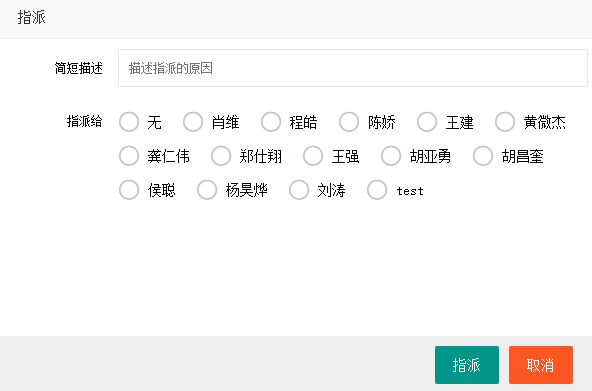 指派
简短描述 描述指派的原因
指派给 无 肖维 程皓 陈娇 王建 黄微杰
龚仁伟 郑仕翔 王强 胡亚勇 胡昌奎
侯聪 杨昊烨 刘涛 test
指派 取消